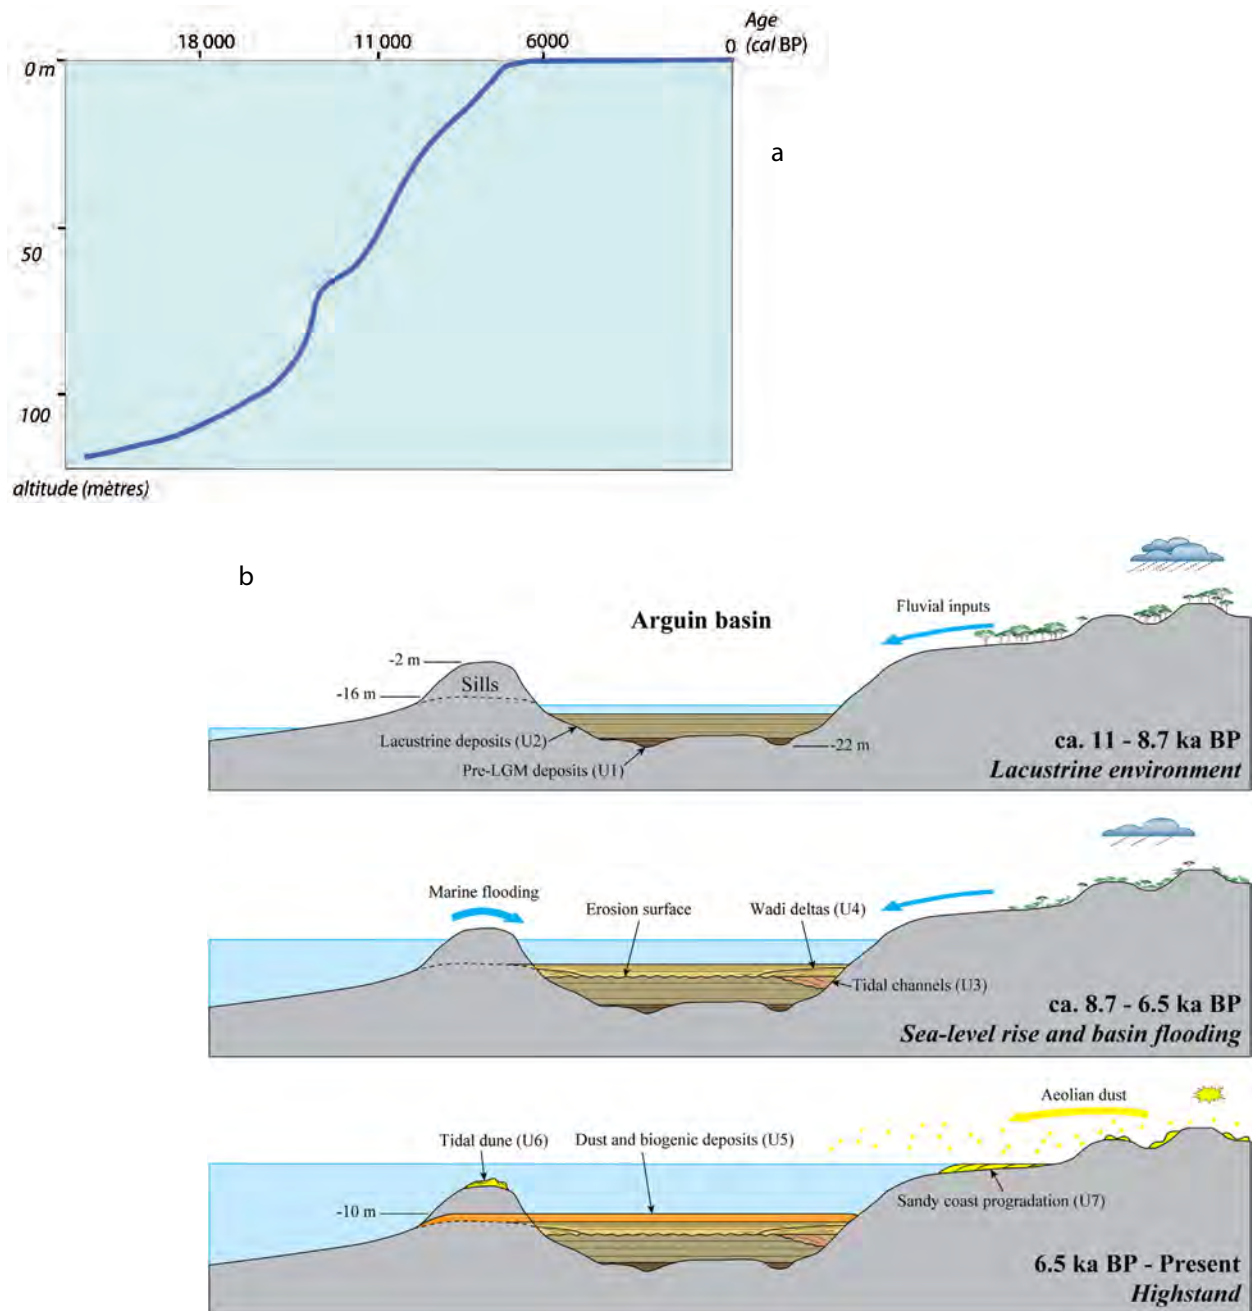 Age
(cal BP)
18 000
11 000
6000
0
0 m
50
100
altitude (mètres)
a
b
Arguin basin
Fluvial inputs
-2 m
-16 m
Sills
Lacustrine deposits (U2)
Pre-LGM deposits (U1)
-22 m
ca. 11 - 8.7 ka BP
Lacustrine environment
Marine flooding
Erosion surface
Wadi deltas (U4)
Tidal channels (U3)
ca. 8.7 - 6.5 ka BP
Sea-level rise and basin flooding
Aeolian dust
Tidal dune (U6)
Dust and biogenic deposits (U5)
-10 m
Sandy coast progradation (U7)
6.5 ka BP - Present
Highstand